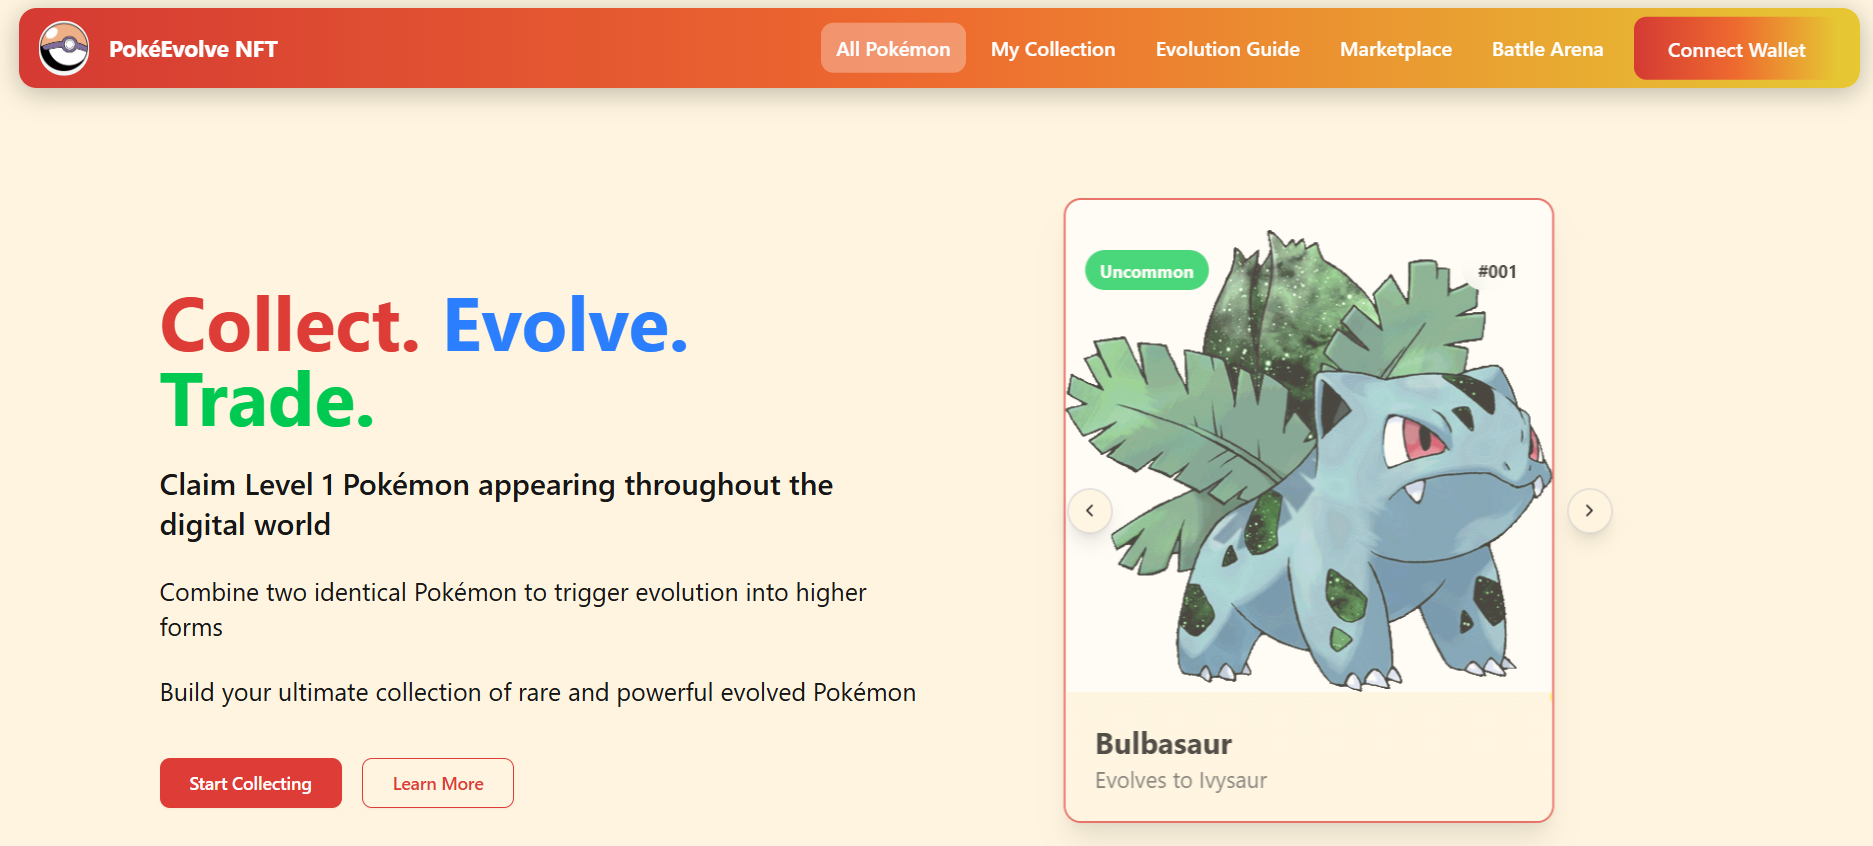 PokéEvolve NFT
All Pokémon
My Collection
Evolution Guide
Marketplace
Battle Arena
Connect Wallet
Collect. Evolve.
Trade.
Claim Level 1 Pokémon appearing throughout the
digital world
Combine two identical Pokémon to trigger evolution into higher
forms
Build your ultimate collection of rare and powerful evolved Pokémon
Start Collecting
Learn More
Uncommon
#001
Bulbasaur
Evolves to Ivysaur